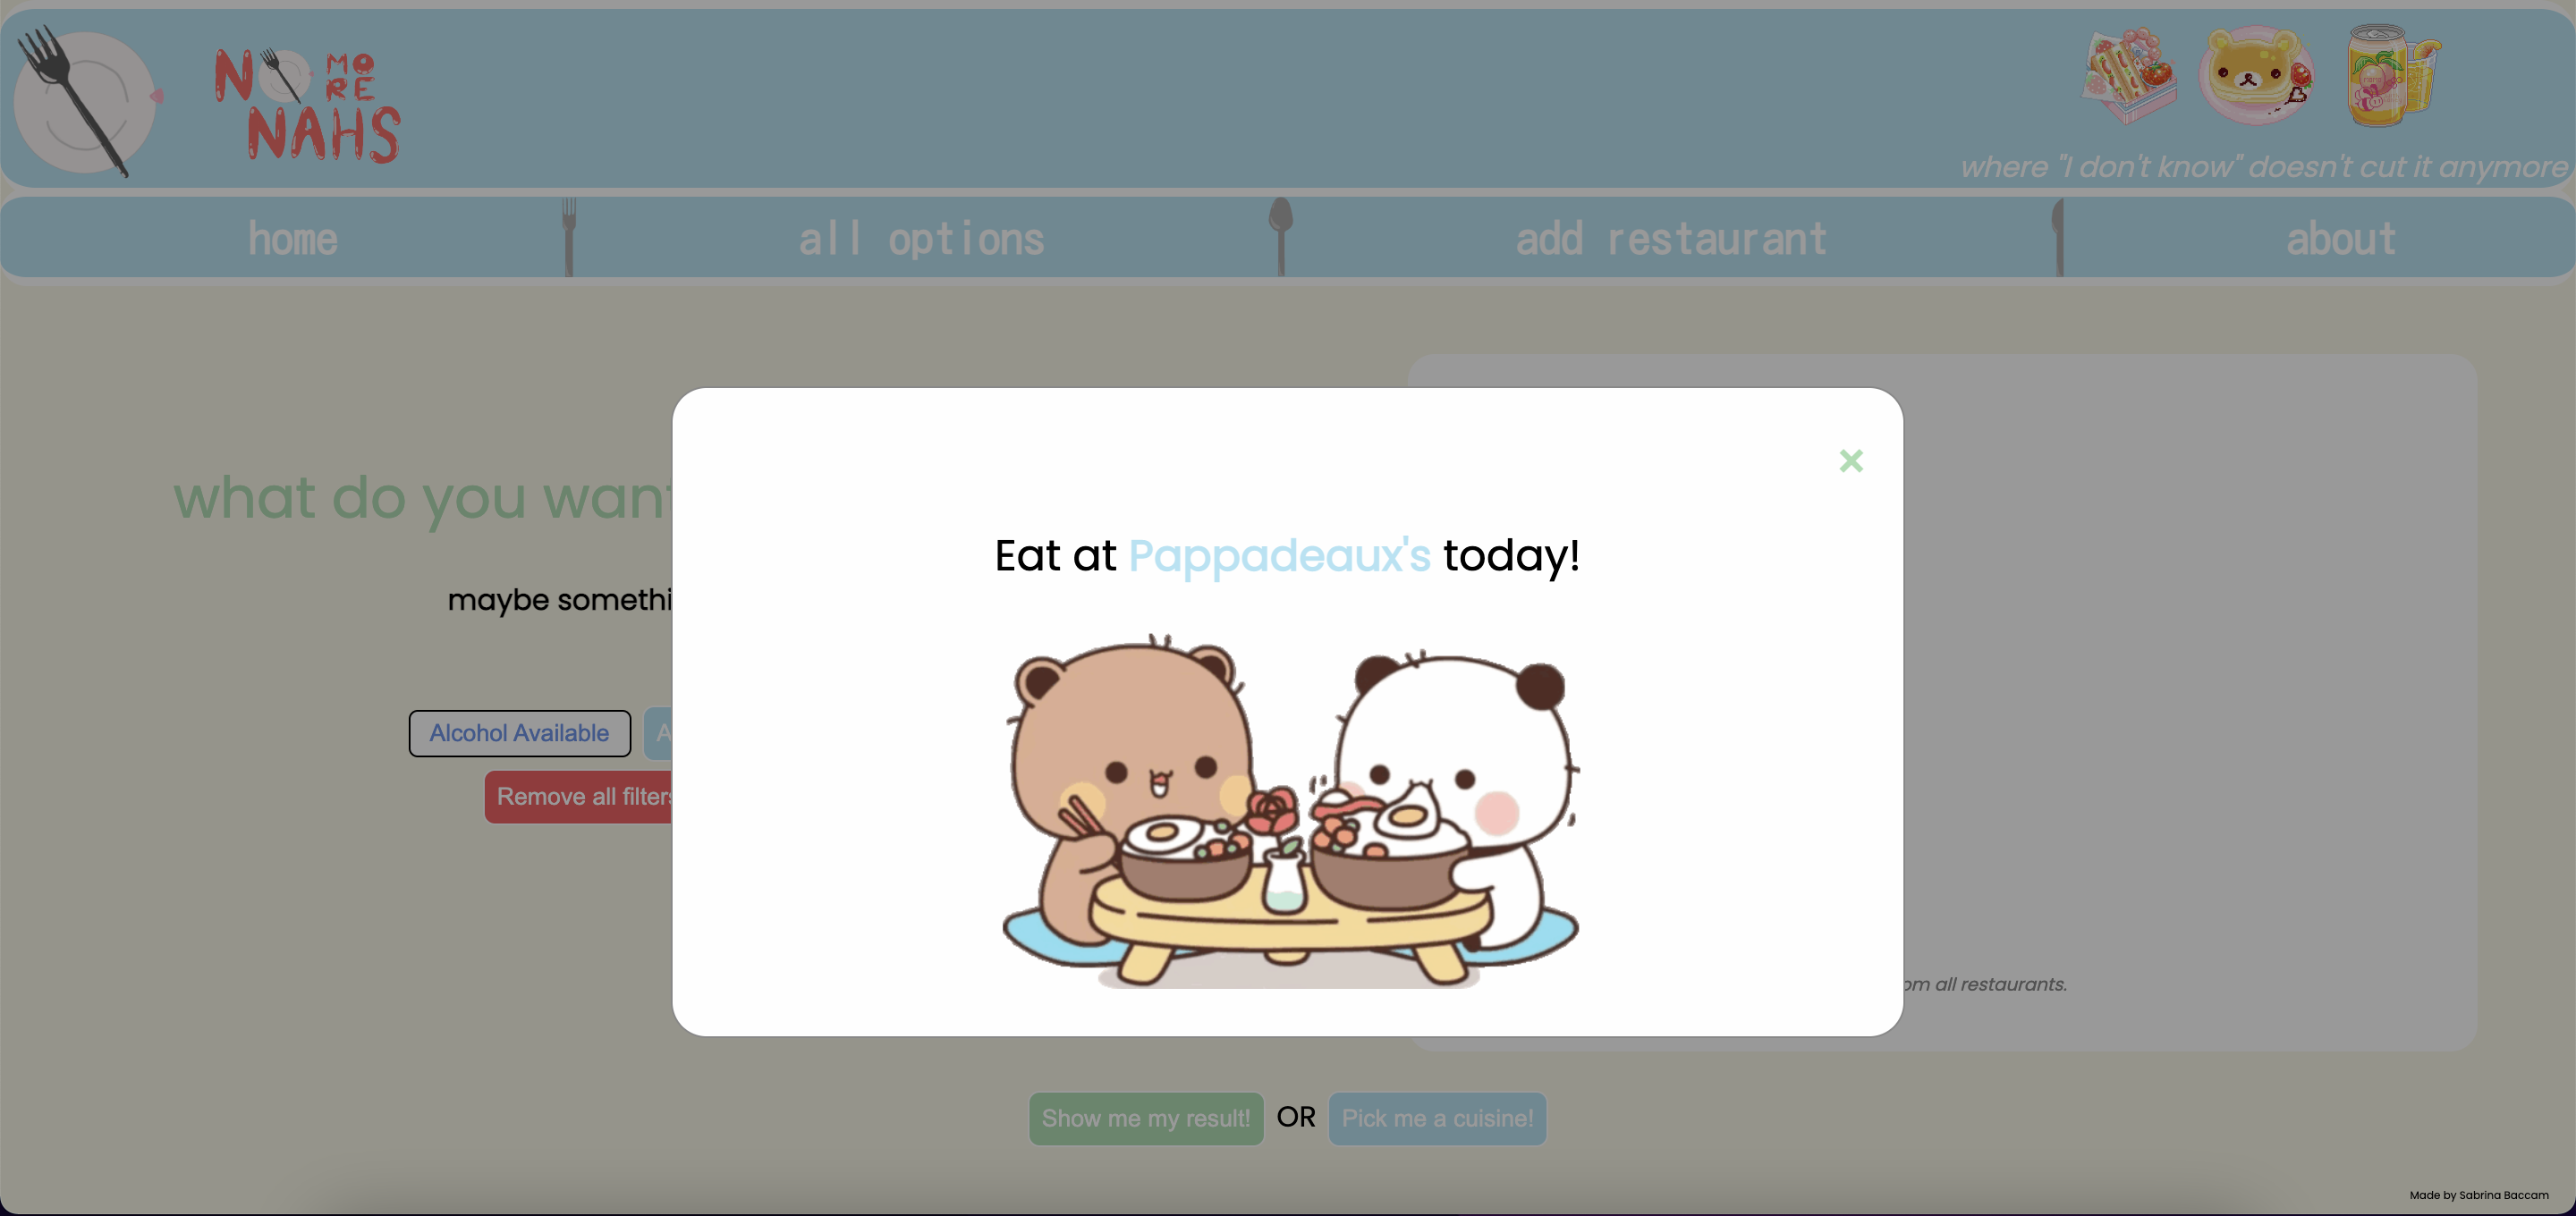 NO MORE
NAHS
where "I don't know" doesn't cut it anymore
home
all options
add restaurant
about
what do you want
maybe somethi
Alcohol Available
A
Remove all filters
Eat at Pappadeaux's today!
om all restaurants.
Show me my result! OR Pick me a cuisine!
Made by Sabrina Baccam